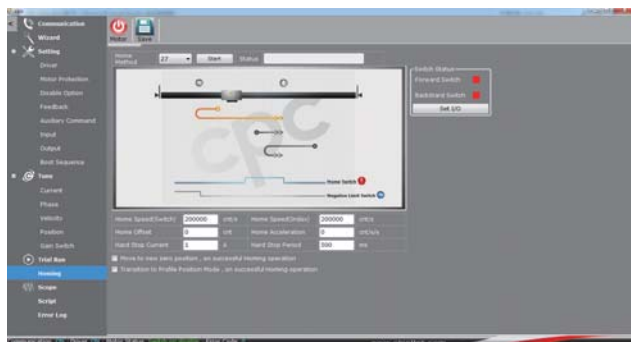 Communication
Wizard
Setting
Driver
Motor Protection
Disable Option
Feedback
Auxiliary Command
Input
Output
Boot Sequence
Tune
Current
Phase
Velocity
Position
Gain Switch
Trial Run
Homing
Scope
Script
Error Log
Motor Save
Home Method 27 Start Status
Switch Status
Forward Switch
Backward Switch
Set I/O
cpc
Home Switch
Negative Limit Switch
Home Speed(Switch) 200000 cnt/s Home Speed(Index) 200000 cnt/s
Home Offset 0 cnt Home Acceleration 0 cnt/s/s
Hard Stop Current 1 A Hard Stop Period 500 ms
Move to new zero position , on successful Homing operation
Transition to Profile Position Mode , on successful Homing operation